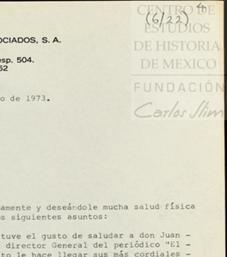 (6/22)
CENTRO DE
ESTUDIOS
DE HISTORIA
DE MEXICO
FUNDACIÓN
Carlos Slim
OCIADOS, S. A.
esp. 504.
52
o de 1973.
amente y deseándole mucha salud física
os siguientes asuntos:
tuve el gusto de saludar a don Juan -
director General del periódico "El -
to le hace llegar sus más cordiales -